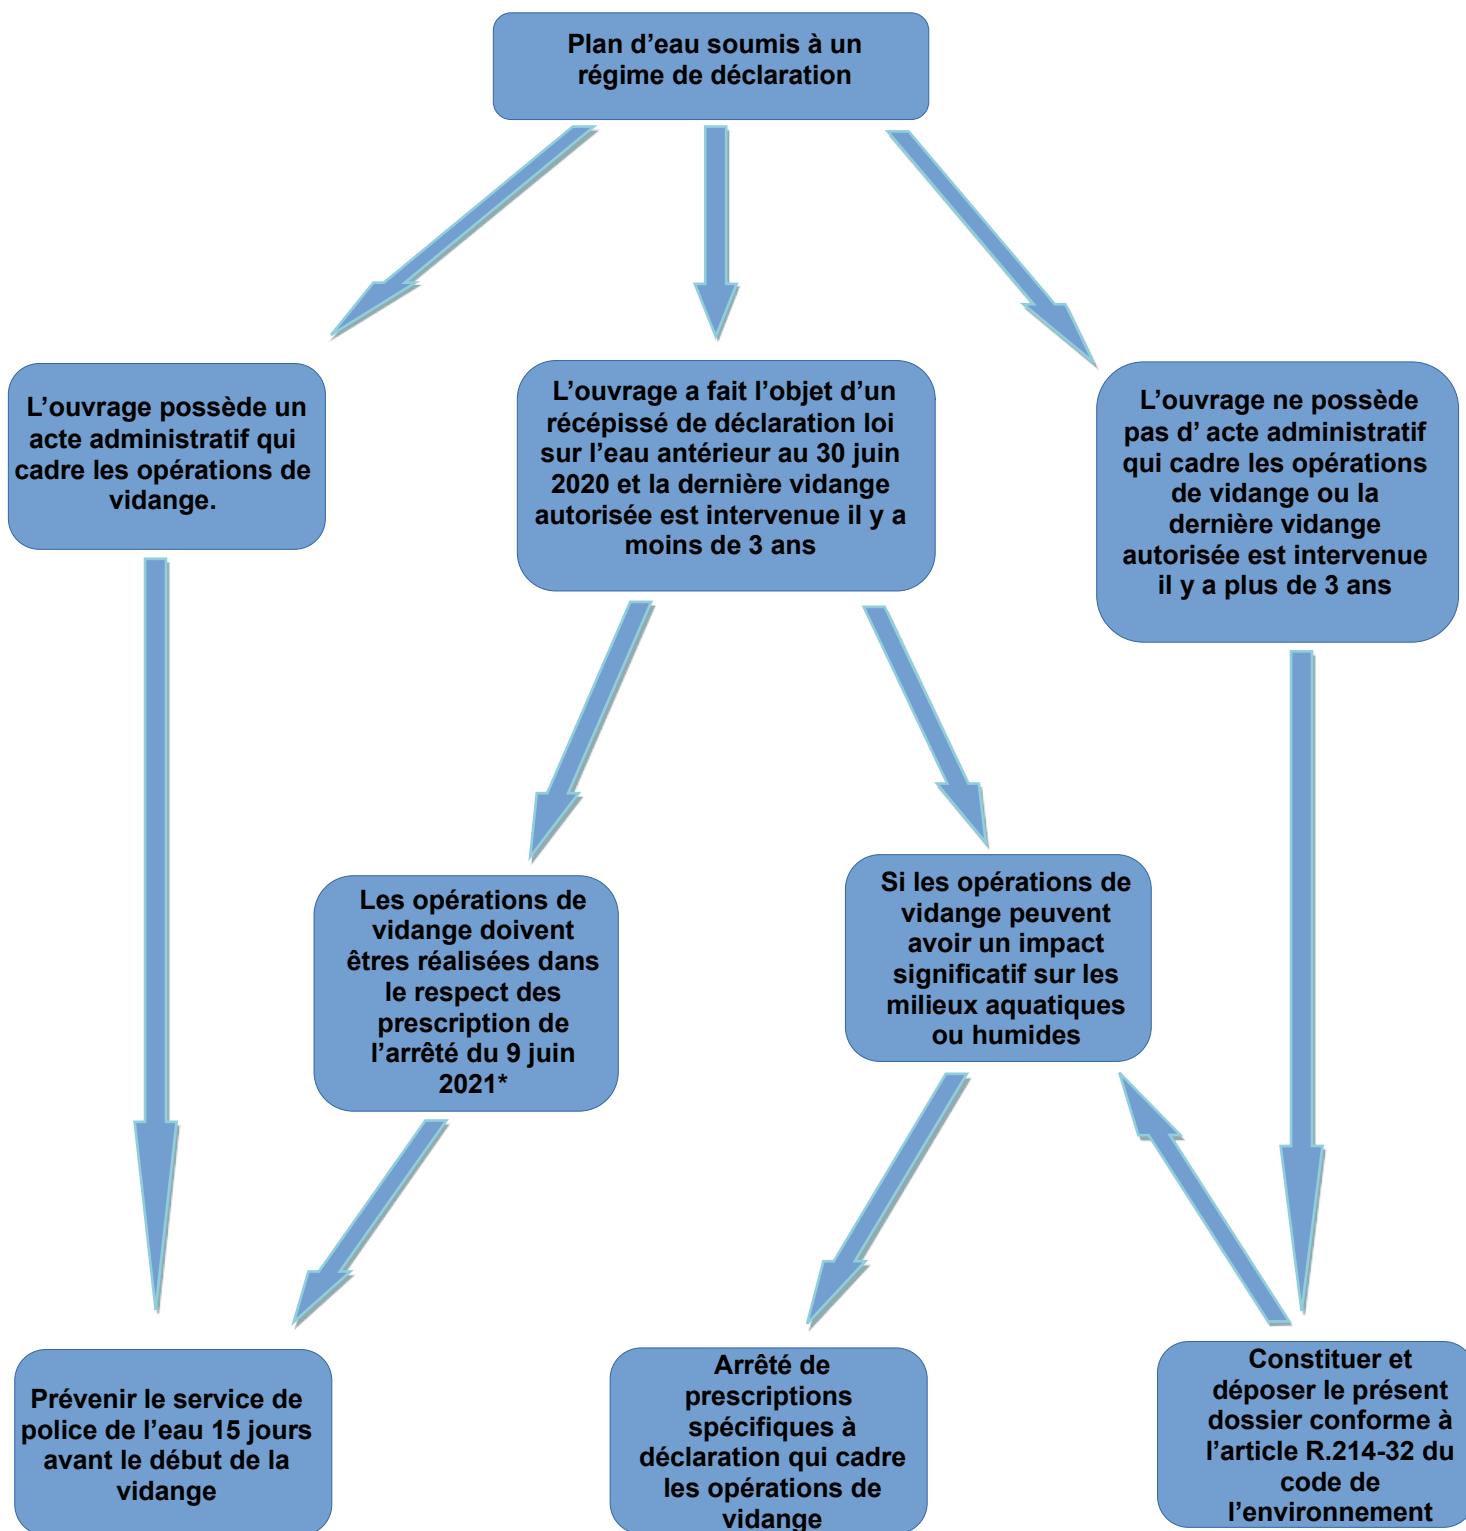 Plan d’eau soumis à un
régime de déclaration
L’ouvrage possède un
acte administratif qui
cadre les opérations de
vidange.
L’ouvrage a fait l’objet d’un
récépissé de déclaration loi
sur l’eau antérieur au 30 juin
2020 et la dernière vidange
autorisée est intervenue il y a
moins de 3 ans
L’ouvrage ne possède
pas d’ acte administratif
qui cadre les opérations
de vidange ou la
dernière vidange
autorisée est intervenue
il y a plus de 3 ans
Les opérations de
vidange doivent
êtres réalisées dans
le respect des
prescription de
l’arrêté du 9 juin
2021*
Si les opérations de
vidange peuvent
avoir un impact
significatif sur les
milieux aquatiques
ou humides
Prévenir le service de
police de l’eau 15 jours
avant le début de la
vidange
Arrêté de
prescriptions
spécifiques à
déclaration qui cadre
les opérations de
vidange
Constituer et
déposer le présent
dossier conforme à
l’article R.214-32 du
code de
l’environnement